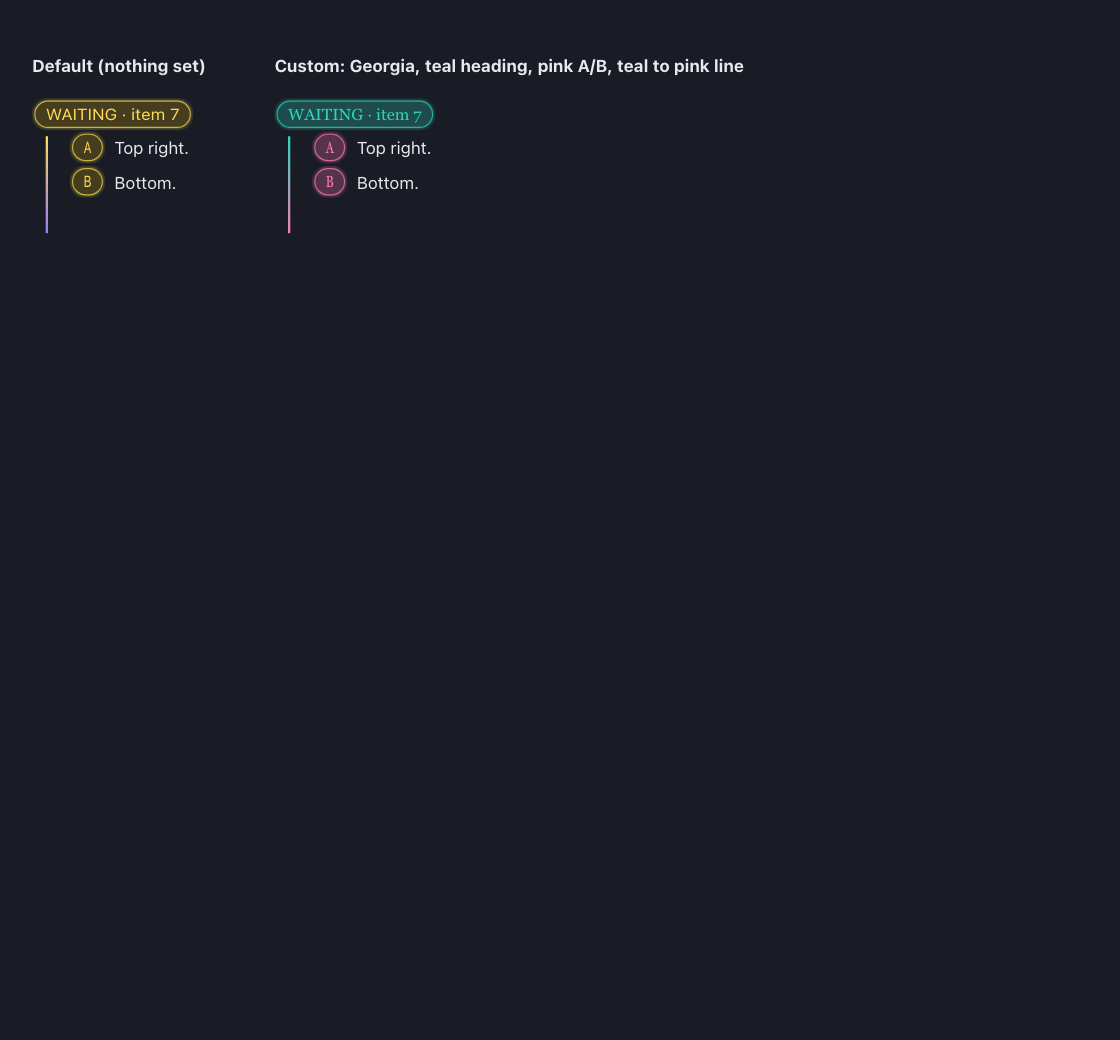 Default (nothing set)
WAITING · item 7
A Top right.
B Bottom.
Custom: Georgia, teal heading, pink A/B, teal to pink line
WAITING · item 7
A Top right.
B Bottom.